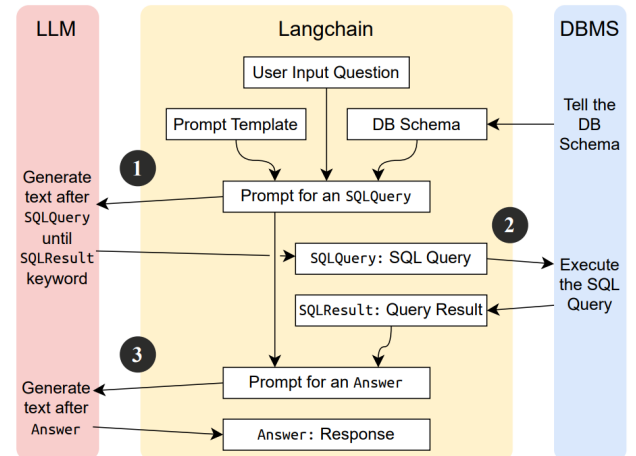 LLM
Langchain
DBMS
User Input Question
Prompt Template
DB Schema
Tell the
DB
Schema
1
Generate
text after
SQLQuery
until
SQLResult
keyword
Prompt for an SQLQuery
2
SQLQuery: SQL Query
Execute
the SQL
Query
SQLResult: Query Result
3
Prompt for an Answer
Generate
text after
Answer
Answer: Response